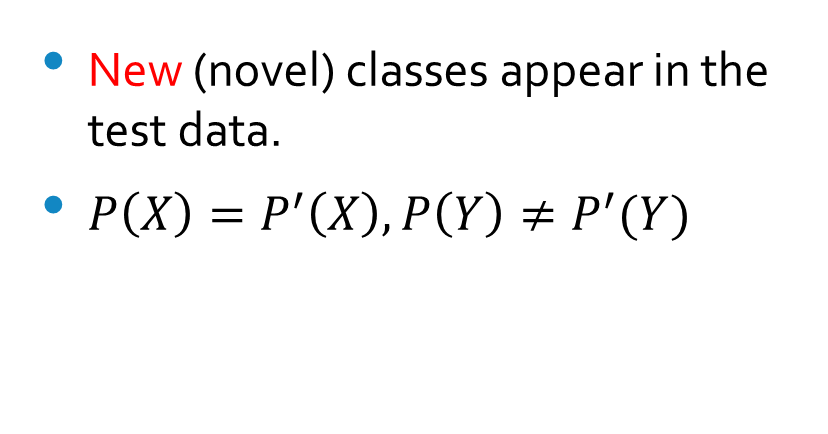 • New (novel) classes appear in the
test data.
• P(X) = P′(X), P(Y) ≠ P′(Y)